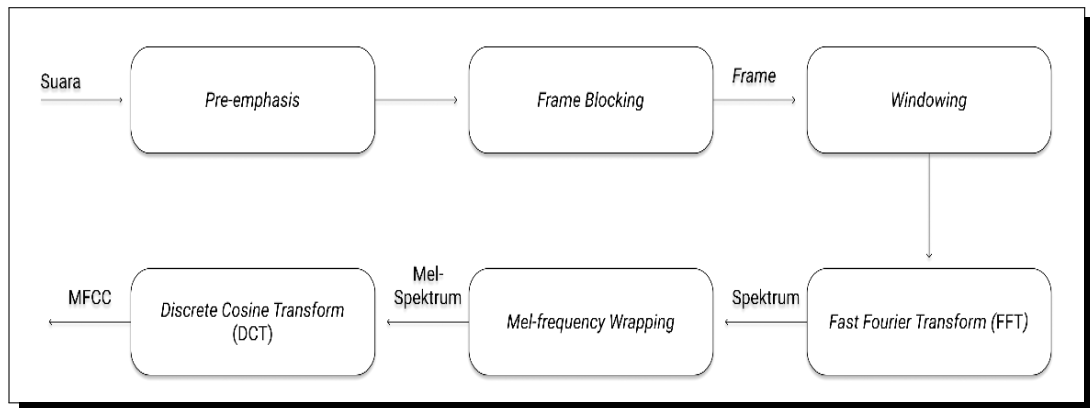 Suara
Pre-emphasis
Frame Blocking
Frame
Windowing
Fast Fourier Transform (FFT)
Spektrum
Mel-frequency Wrapping
Mel-
Spektrum
Discrete Cosine Transform
(DCT)
MFCC